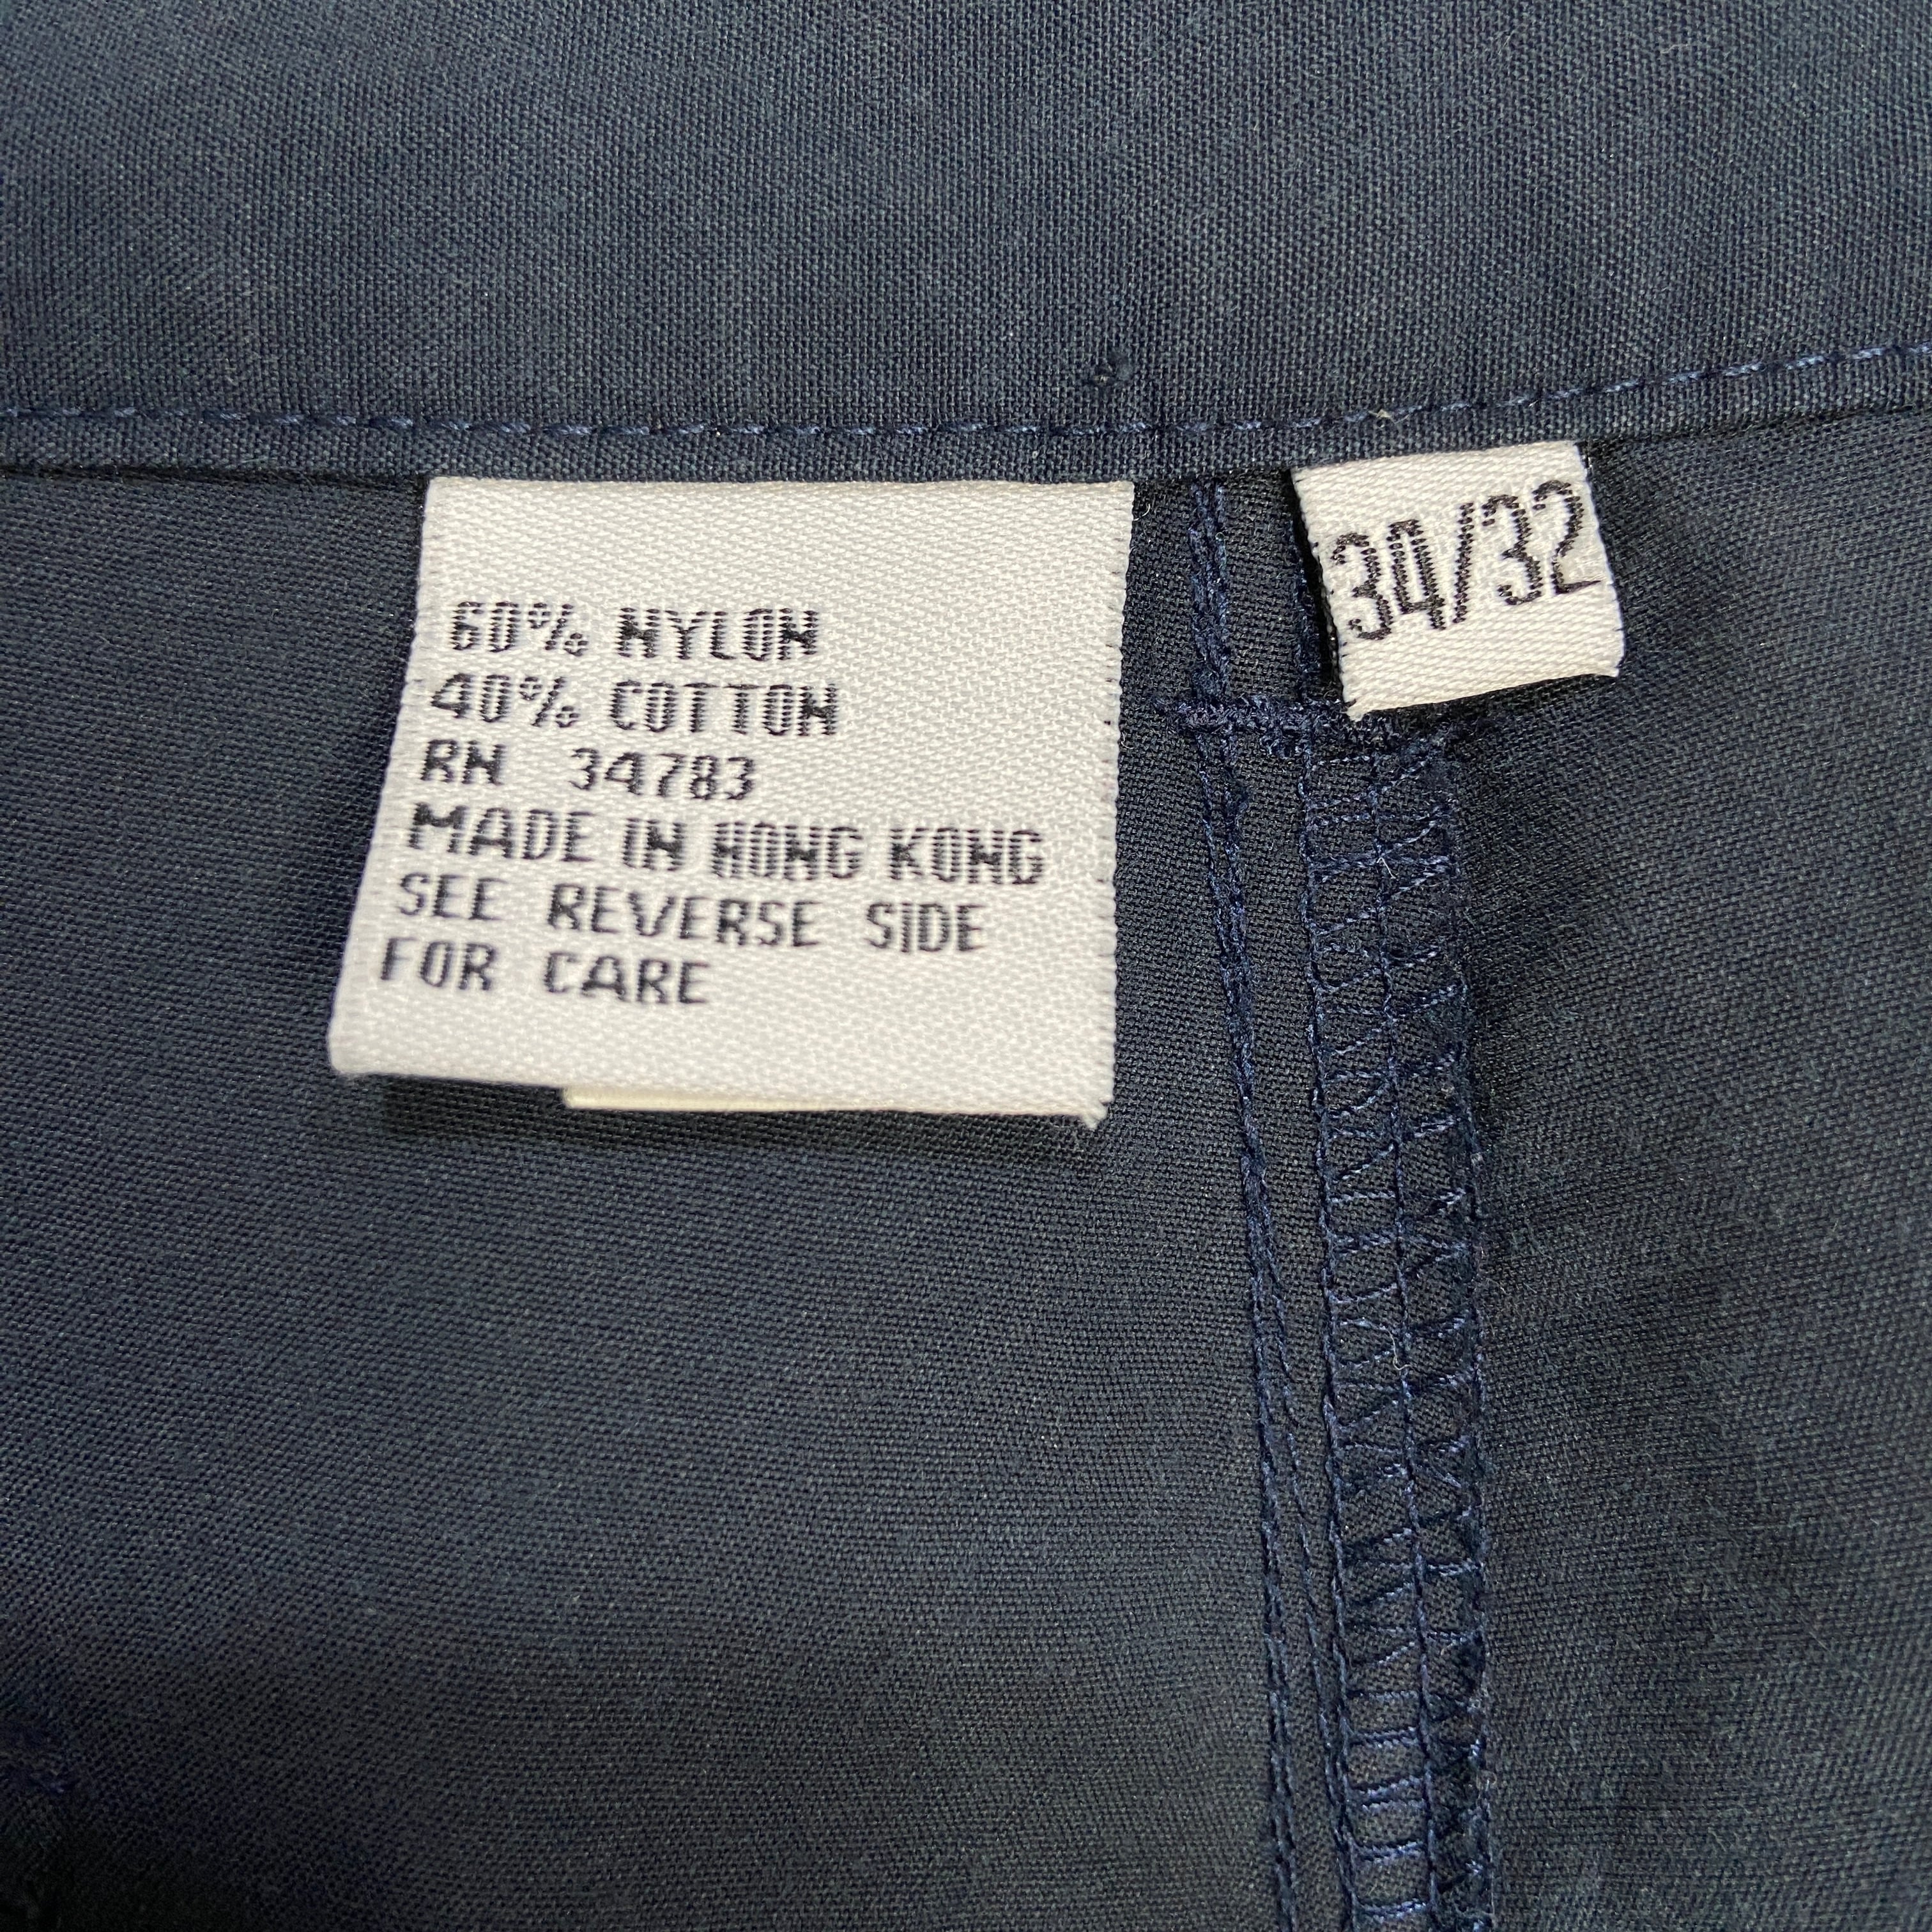 60% NYLON
40% COTTON
RN 34783
MADE IN HONG KONG
SEE REVERSE SIDE
FOR CARE
34/32